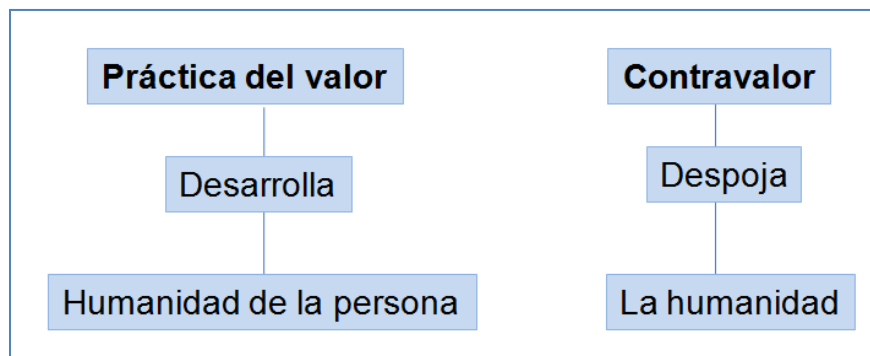 Práctica del valor
Desarrolla
Humanidad de la persona
Contravalor
Despoja
La humanidad